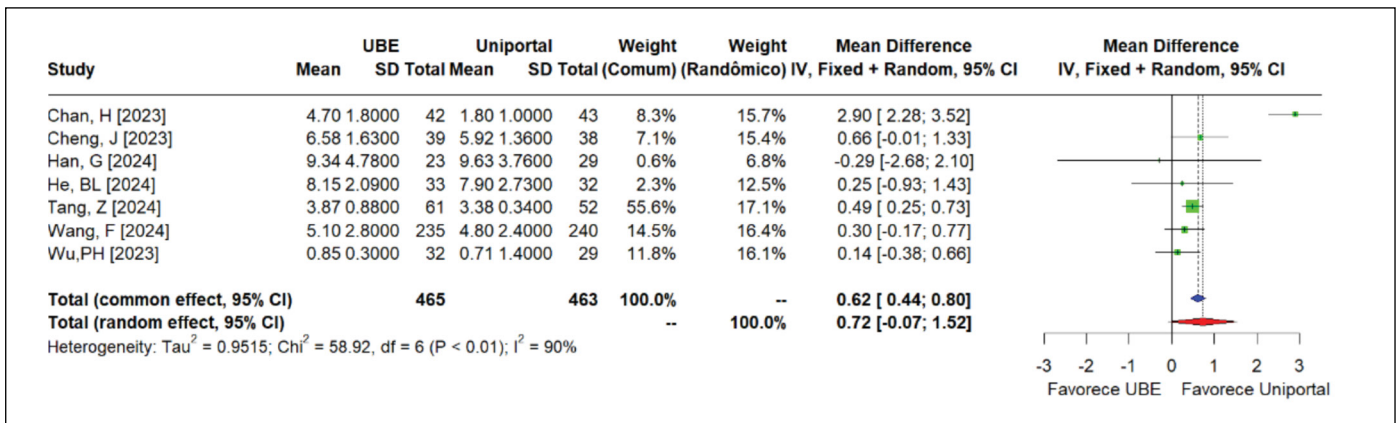 UBE Uniportal Weight Weight Mean Difference Mean Difference
Study Mean SD Total Mean SD Total (Comum) (Randômico) IV, Fixed + Random, 95% CI IV, Fixed + Random, 95% CI
Chan, H [2023] 4.70 1.8000 42 1.80 1.0000 43 8.3% 15.7% 2.90 [ 2.28; 3.52]
Cheng, J [2023] 6.58 1.6300 39 5.92 1.3600 38 7.1% 15.4% 0.66 [-0.01; 1.33]
Han, G [2024] 9.34 4.7800 23 9.63 3.7600 29 0.6% 6.8% -0.29 [-2.68; 2.10]
He, BL [2024] 8.15 2.0900 33 7.90 2.7300 32 2.3% 12.5% 0.25 [-0.93; 1.43]
Tang, Z [2024] 3.87 0.8800 61 3.38 0.3400 52 55.6% 17.1% 0.49 [ 0.25; 0.73]
Wang, F [2024] 5.10 2.8000 235 4.80 2.4000 240 14.5% 16.4% 0.30 [-0.17; 0.77]
Wu,PH [2023] 0.85 0.3000 32 0.71 1.4000 29 11.8% 16.1% 0.14 [-0.38; 0.66]
Total (common effect, 95% CI) 465 463 100.0% -- 0.62 [ 0.44; 0.80]
Total (random effect, 95% CI) -- 100.0% 0.72 [-0.07; 1.52]
Heterogeneity: Tau² = 0.9515; Chi² = 58.92, df = 6 (P < 0.01); I² = 90%
-3 -2 -1 0 1 2 3
Favorece UBE Favorece Uniportal